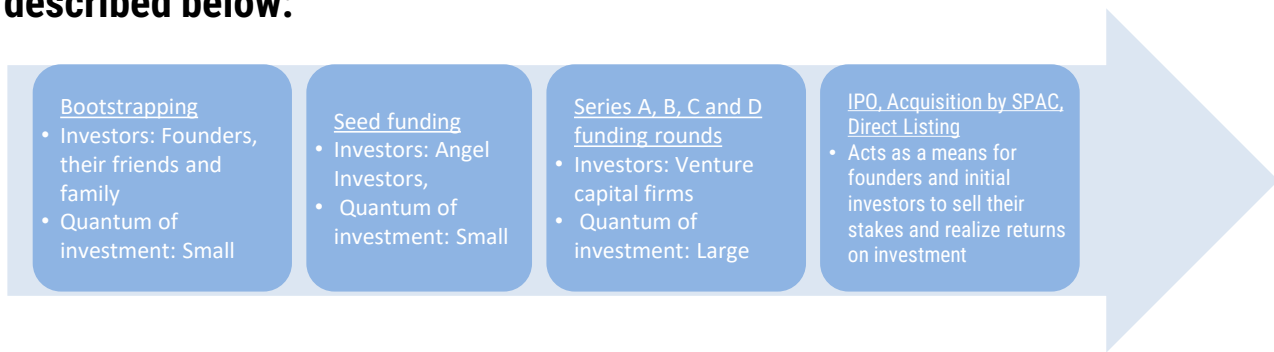 described below:
Bootstrapping
• Investors: Founders,
their friends and
family
• Quantum of
investment: Small
Seed funding
• Investors: Angel
Investors,
• Quantum of
investment: Small
Series A, B, C and D
funding rounds
• Investors: Venture
capital firms
• Quantum of
investment: Large
IPO, Acquisition by SPAC,
Direct Listing
• Acts as a means for
founders and initial
investors to sell their
stakes and realize returns
on investment